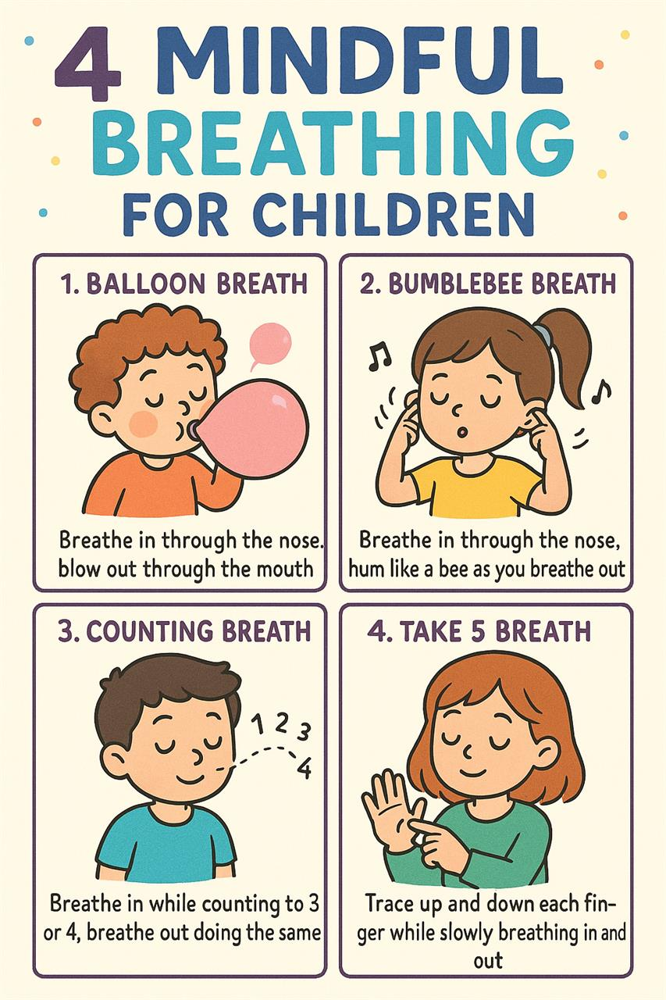 4 MINDFUL
BREATHING
FOR CHILDREN
1. BALLOON BREATH
Breathe in through the nose.
blow out through the mouth
2. BUMBLEBEE BREATH
Breathe in through the nose,
hum like a bee as you breathe out
3. COUNTING BREATH
1 2 3
4
Breathe in while counting to 3
or 4, breathe out doing the same
4. TAKE 5 BREATH
Trace up and down each fin-
ger while slowly breathing in and
out